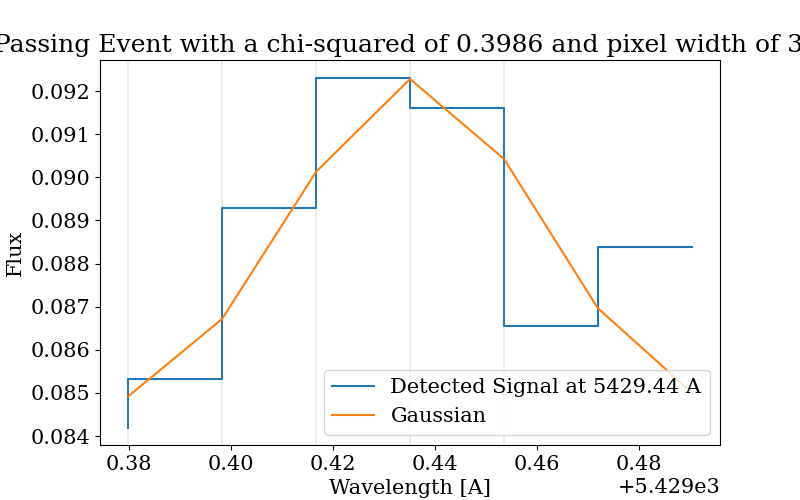 Passing Event with a chi-squared of 0.3986 and pixel width of 3
0.092
0.091
0.090
0.089
0.088
0.087
0.086
0.085
0.084
Flux
Detected Signal at 5429.44 A
Gaussian
0.38 0.40 0.42 0.44 0.46 0.48
Wavelength [A]
+5.429e3